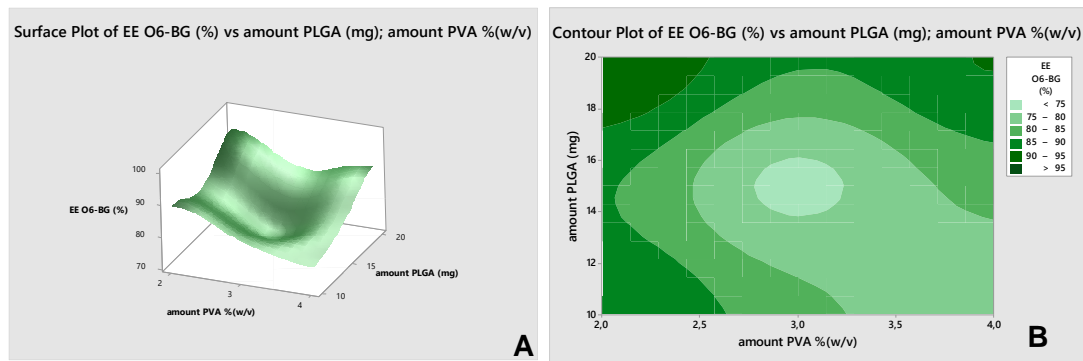 Surface Plot of EE O6-BG (%) vs amount PLGA (mg); amount PVA %(w/v)
100
90
EE O6-BG (%)
80
70
2
3
4
amount PVA %(w/v)
10
15
20
amount PLGA (mg)
A
Contour Plot of EE O6-BG (%) vs amount PLGA (mg); amount PVA %(w/v)
20
18
16
14
12
10
amount PLGA (mg)
2,0
2,5
3,0
3,5
4,0
amount PVA %(w/v)
EE
O6-BG
(%)
< 75
75 – 80
80 – 85
85 – 90
90 – 95
> 95
B